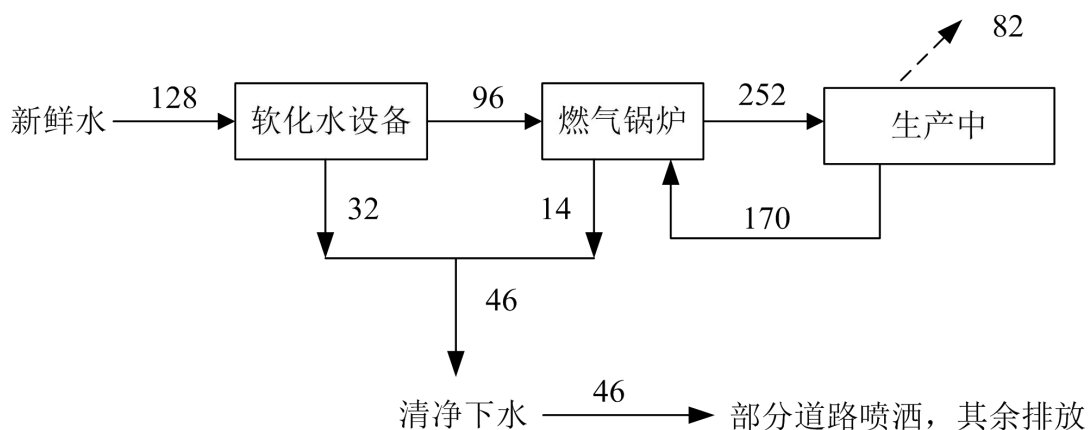 82
新鲜水
128
软化水设备
96
燃气锅炉
252
生产中
32
14
170
46
清净下水
46
部分道路喷洒，其余排放